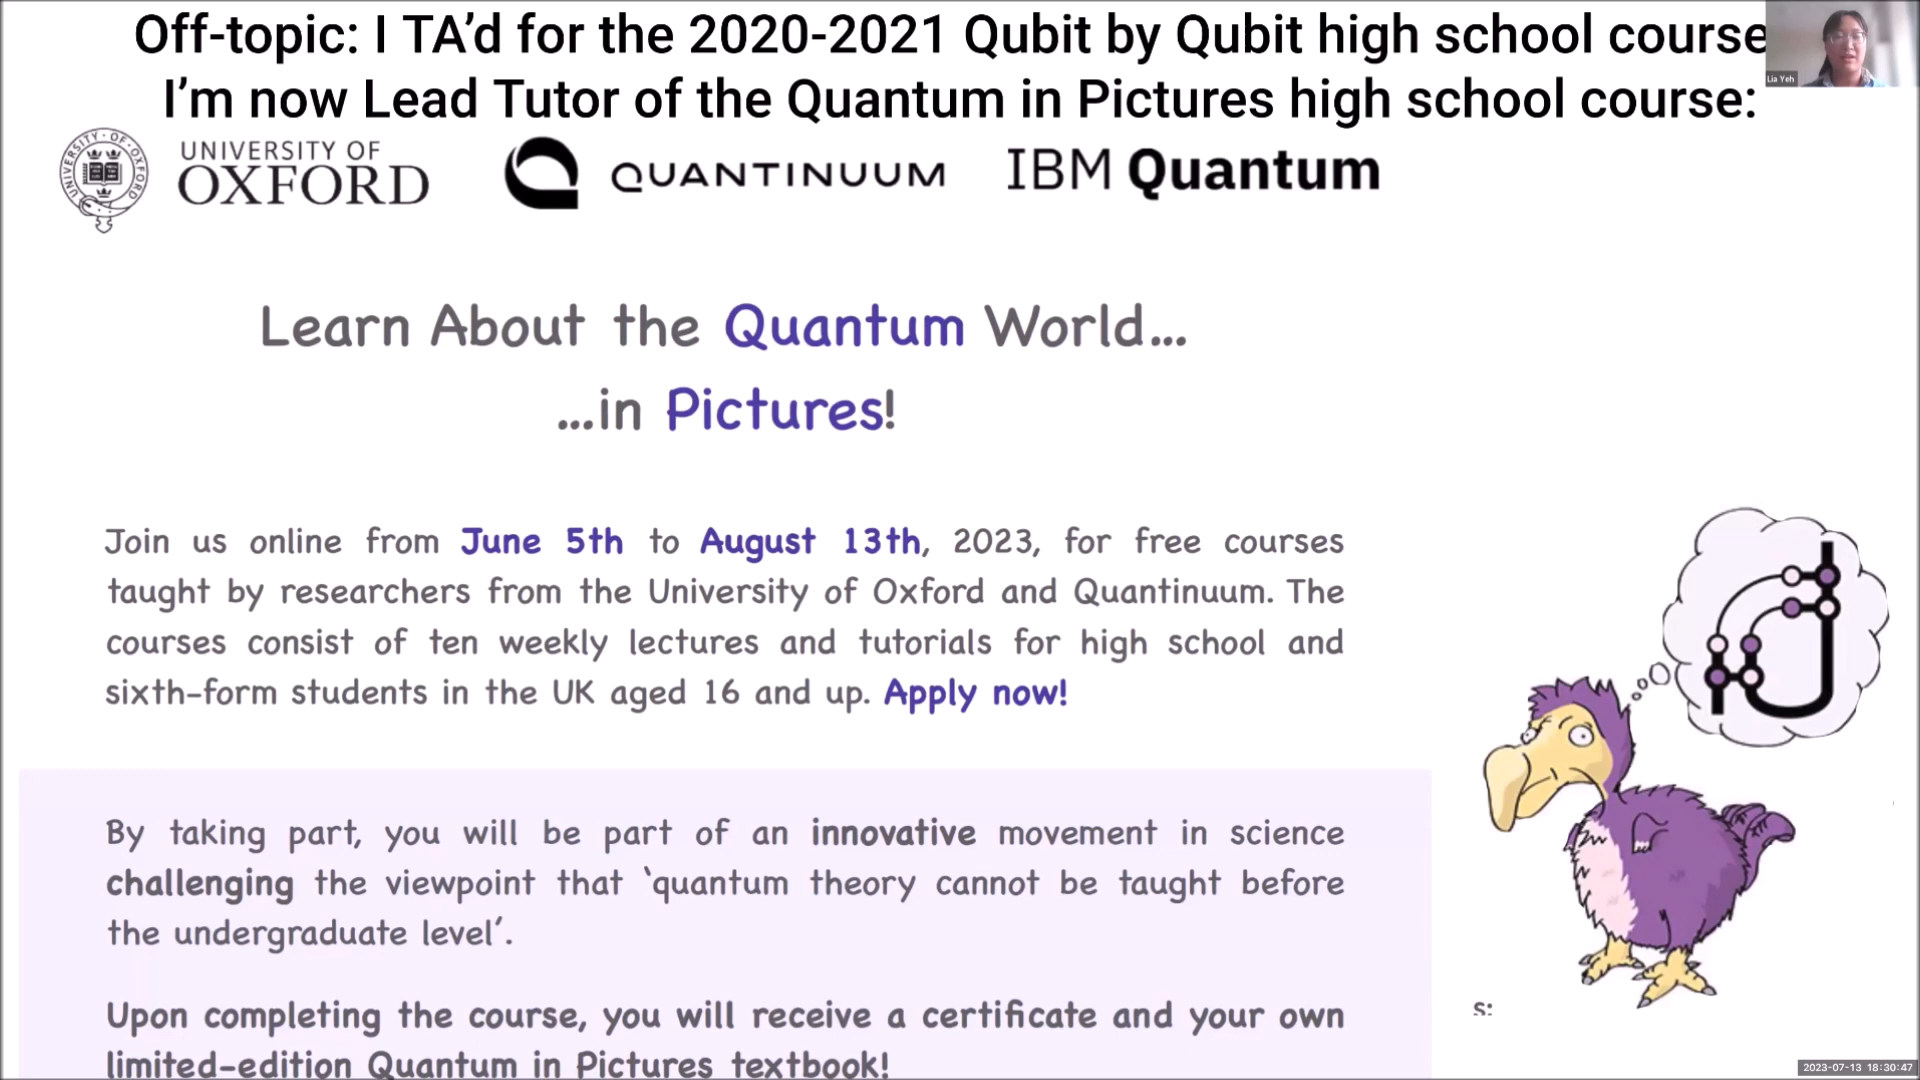 Off-topic: I TA’d for the 2020-2021 Qubit by Qubit high school course
I’m now Lead Tutor of the Quantum in Pictures high school course:
Lia Yeh
UNIVERSITY OF OXFORD
UNIVERSITY OF
OXFORD
QUANTINUUM
IBM Quantum
Learn About the Quantum World...
...in Pictures!
Join us online from June 5th to August 13th, 2023, for free courses
taught by researchers from the University of Oxford and Quantinuum. The
courses consist of ten weekly lectures and tutorials for high school and
sixth-form students in the UK aged 16 and up. Apply now!
By taking part, you will be part of an innovative movement in science
challenging the viewpoint that ‘quantum theory cannot be taught before
the undergraduate level’.
Upon completing the course, you will receive a certificate and your own
limited-edition Quantum in Pictures textbook!
s:
2023-07-13 18:30:47